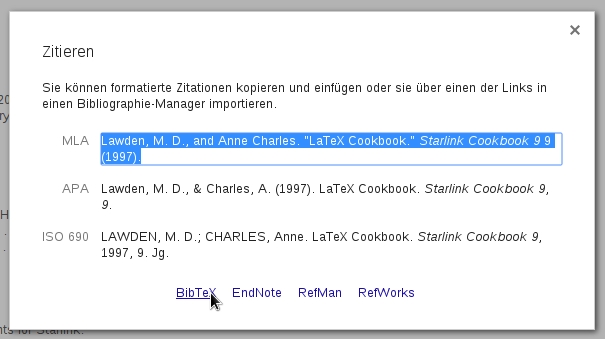 ×
Zitieren
Sie können formatierte Zitationen kopieren und einfügen oder sie über einen der Links in
einen Bibliographie-Manager importieren.
MLA Lawden, M. D., and Anne Charles. "LaTeX Cookbook." Starlink Cookbook 9 9
(1997).
APA Lawden, M. D., & Charles, A. (1997). LaTeX Cookbook. Starlink Cookbook 9,
9.
ISO 690 LAWDEN, M. D.; CHARLES, Anne. LaTeX Cookbook. Starlink Cookbook 9,
1997, 9. Jg.
BibTeX EndNote RefMan RefWorks
for Starlink.